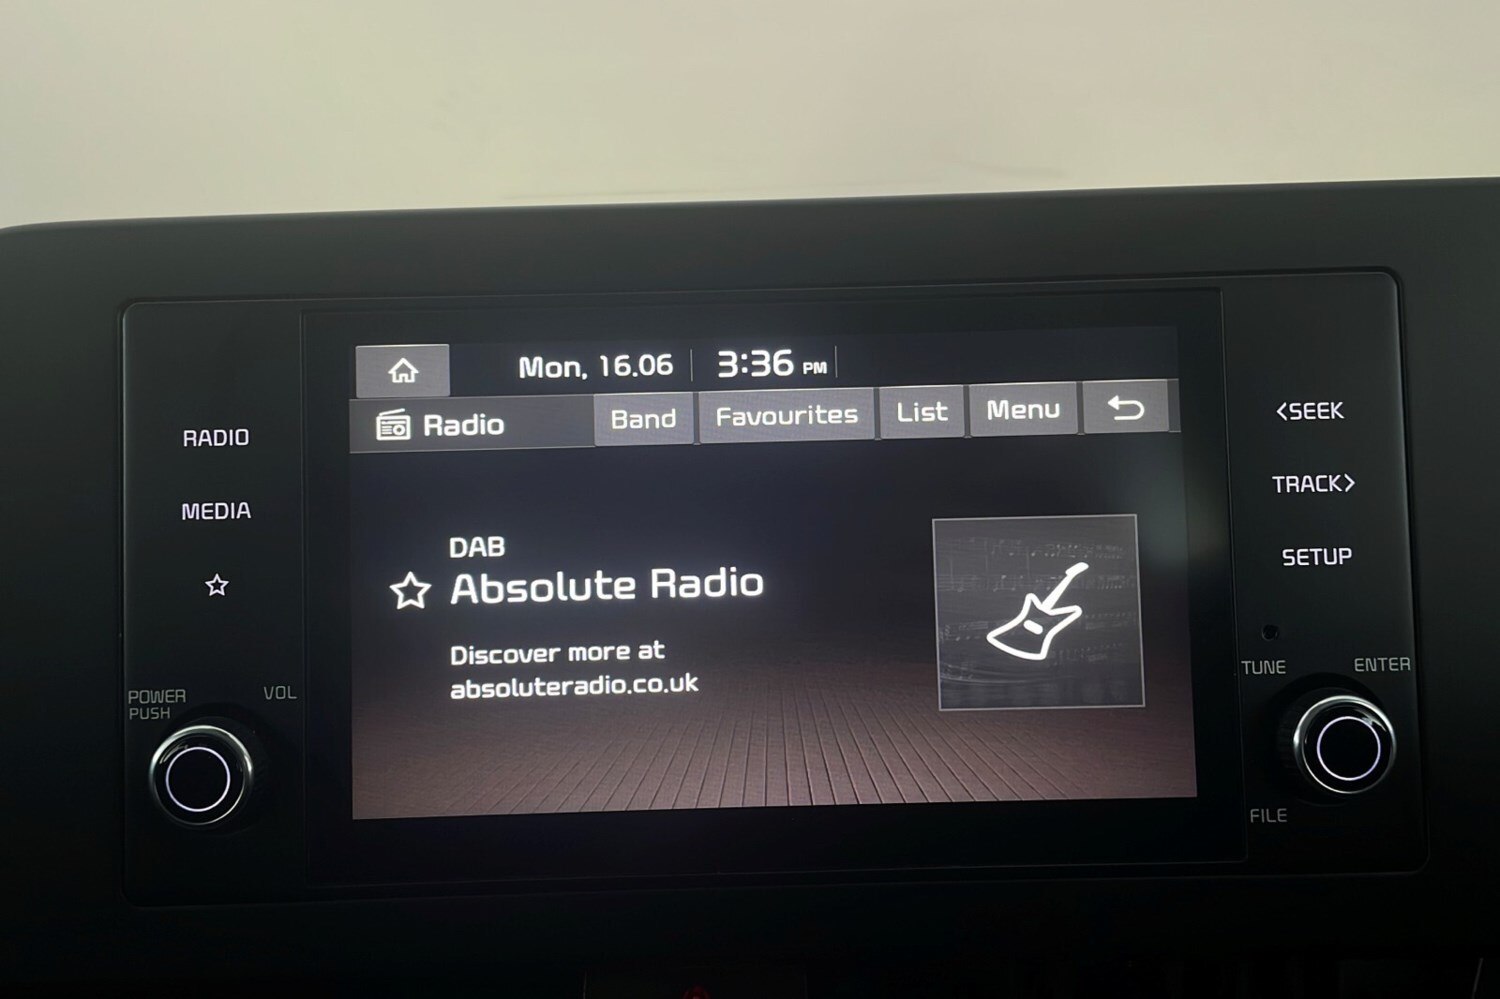 Mon, 16.06 3:36 PM
Radio Band Favourites List Menu
RADIO
MEDIA
POWER
PUSH
VOL
DAB
Absolute Radio
Discover more at
absoluteradio.co.uk
<SEEK
TRACK>
SETUP
TUNE
ENTER
FILE